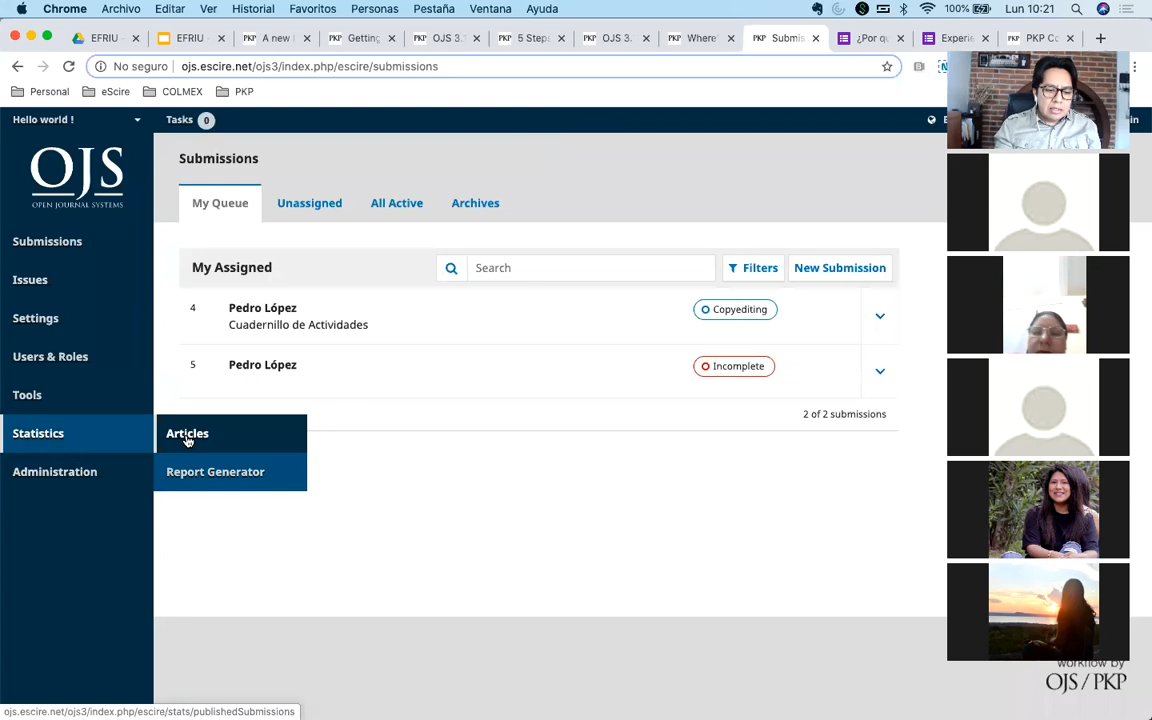 Chrome Archivo Editar Ver Historial Favoritos Personas Pestaña Ventana Ayuda 100% Lun 10:21
EFRIU EFRIU A new Getting OJS 3. 5 Steps OJS 3. Where Submis ¿Por q Experie PKP Co
No seguro ojs.escire.net/ojs3/index.php/escire/submissions
Personal eScire COLMEX PKP
Hello world !
Tasks 0
OJS
OPEN JOURNAL SYSTEMS
Submissions
Issues
Settings
Users & Roles
Tools
Statistics
Administration
Articles
Report Generator
Submissions
My Queue Unassigned All Active Archives
My Assigned Search Filters New Submission
4 Pedro López Copyediting
Cuadernillo de Actividades
5 Pedro López Incomplete
2 of 2 submissions
workflow by
OJS / PKP
ojs.escire.net/ojs3/index.php/escire/stats/publishedSubmissions